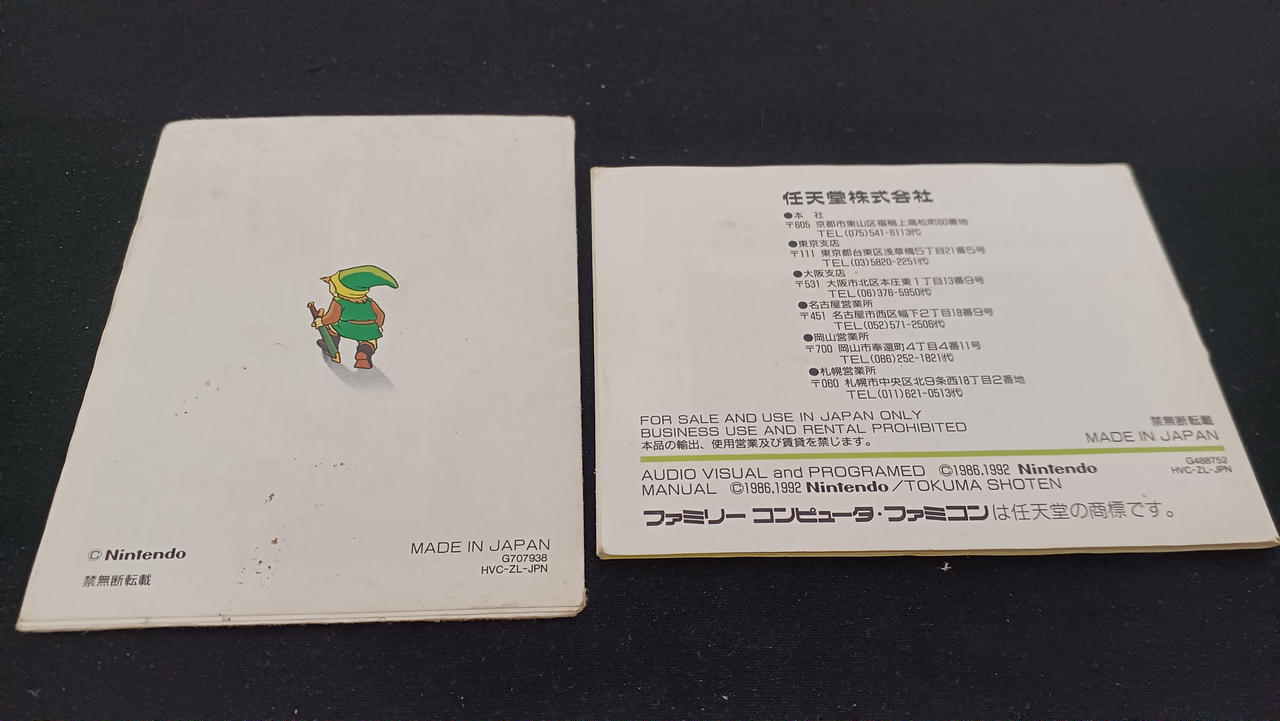 ©Nintendo
禁無断転載
MADE IN JAPAN
G707938
HVC-ZL-JPN
任天堂株式会社
●本 社
〒605 京都市東山区福稲上高松町60番地
TEL(075)541-6113代
●東京支店
〒111 東京都台東区浅草橋5丁目21番5号
TEL(03)5820-2251代
●大阪支店
〒531 大阪市北区本庄東1丁目13番9号
TEL(06)376-5950代
●名古屋営業所
〒451 名古屋市西区幅下2丁目18番9号
TEL(052)571-2506代
●岡山営業所
〒700 岡山市奉還町4丁目4番11号
TEL(086)252-1821代
●札幌営業所
〒060 札幌市中央区北9条西18丁目2番地
TEL(011)621-0513代
FOR SALE AND USE IN JAPAN ONLY
BUSINESS USE AND RENTAL PROHIBITED
本品の輸出、使用営業及び賃貸を禁じます。
禁無断転載
MADE IN JAPAN
AUDIO VISUAL and PROGRAMED ©1986,1992 Nintendo
MANUAL ©1986,1992 Nintendo/TOKUMA SHOTEN
G488752
HVC-ZL-JPN
ファミリー コンピュータ・ファミコンは任天堂の商標です。